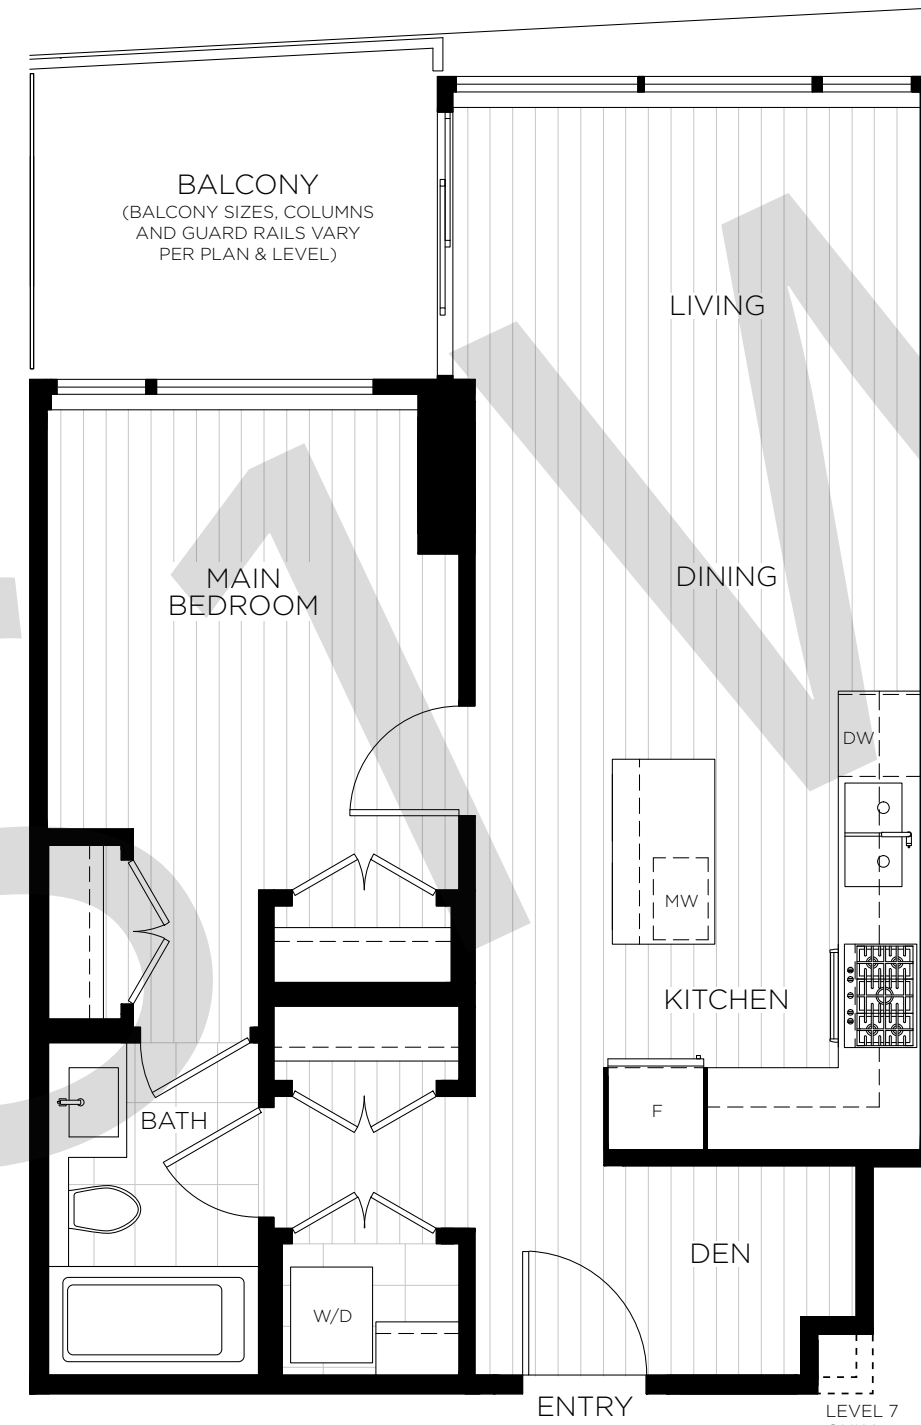 BALCONY
(BALCONY SIZES, COLUMNS
AND GUARD RAILS VARY
PER PLAN & LEVEL)
LIVING
MAIN
BEDROOM
DINING
DW
MW
KITCHEN
BATH
F
DEN
W/D
ENTRY
LEVEL 7